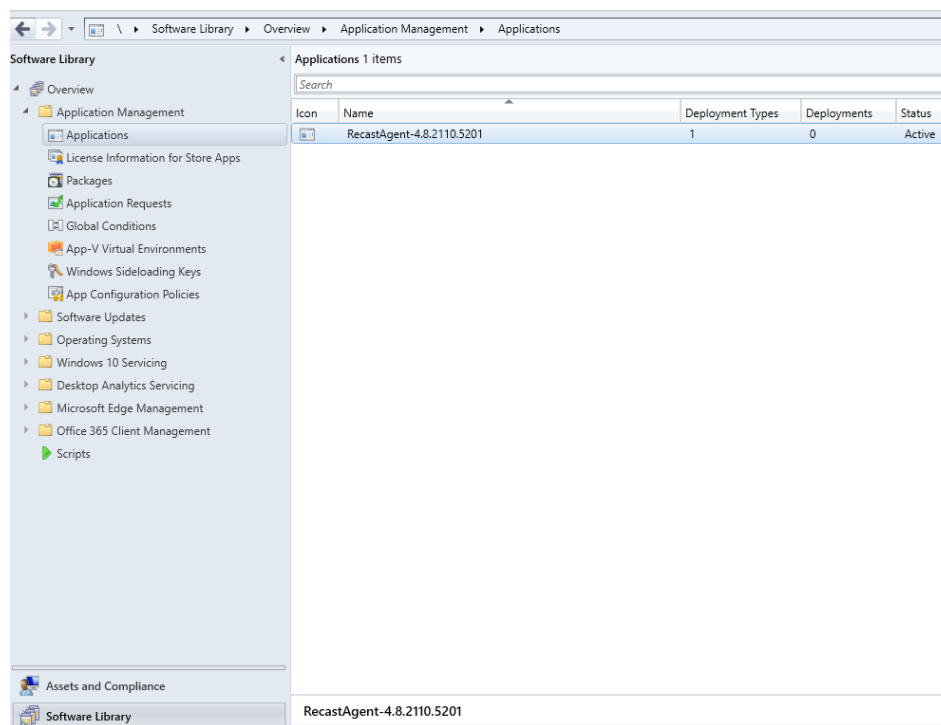 \ Software Library Overview Application Management Applications
Software Library
Overview
Application Management
Applications
License Information for Store Apps
Packages
Application Requests
Global Conditions
App-V Virtual Environments
Windows Sideloading Keys
App Configuration Policies
Software Updates
Operating Systems
Windows 10 Servicing
Desktop Analytics Servicing
Microsoft Edge Management
Office 365 Client Management
Scripts
Assets and Compliance
Software Library
Applications 1 items
Search
Icon Name Deployment Types Deployments Status
RecastAgent-4.8.2110.5201 1 0 Active
RecastAgent-4.8.2110.5201